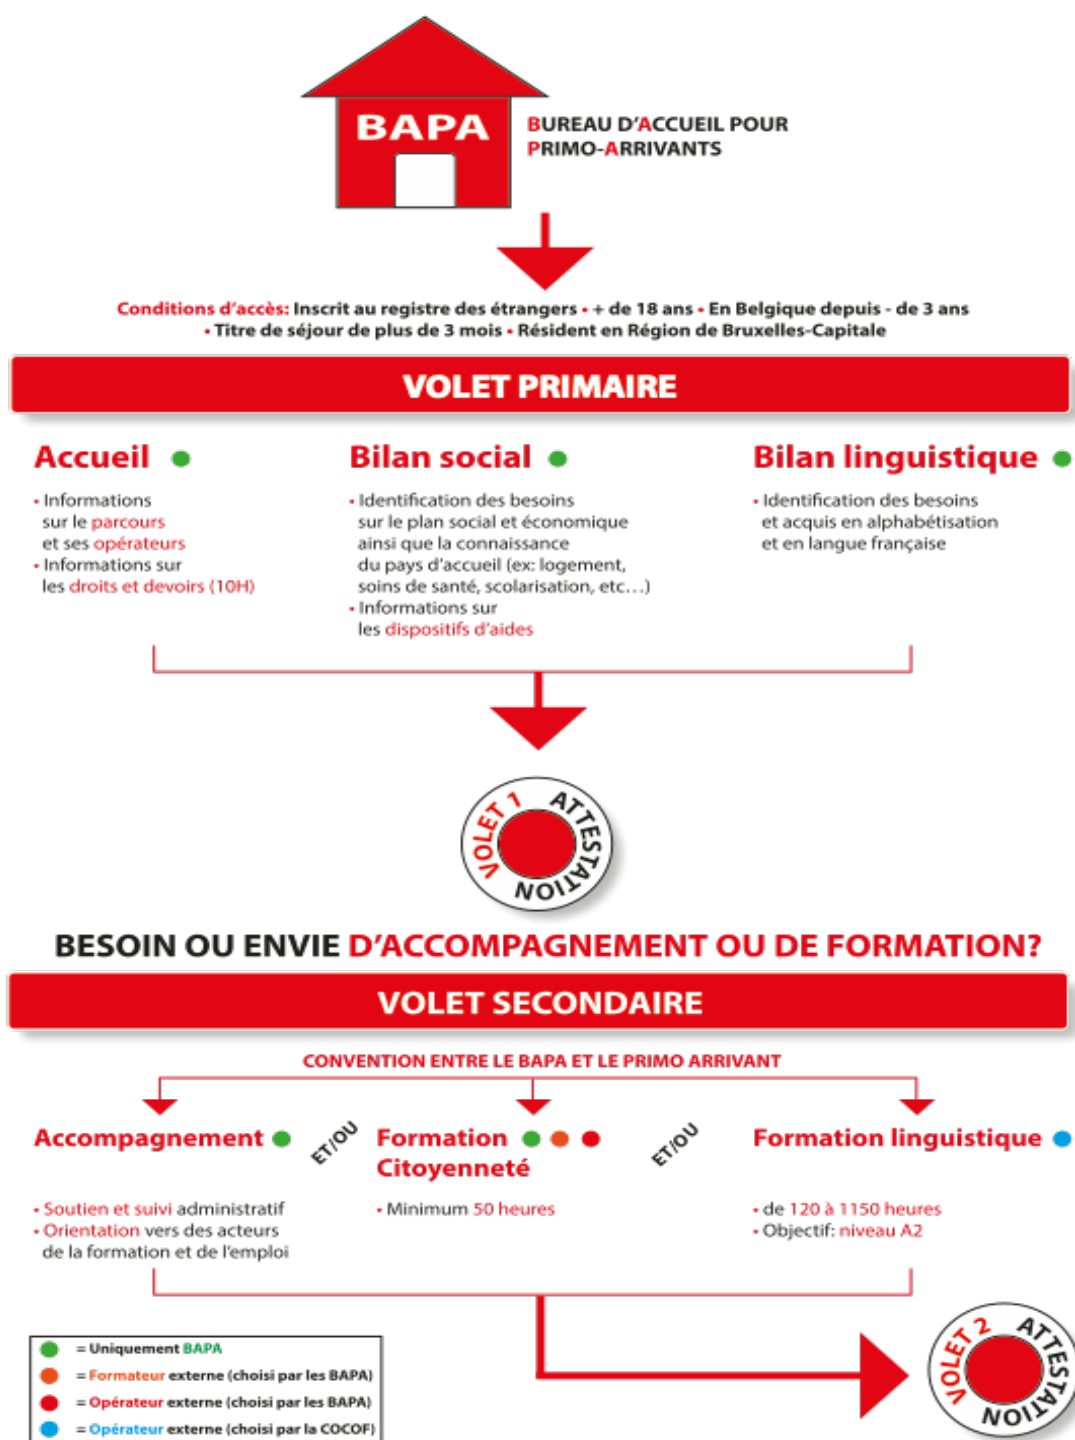 BAPA
BUREAU D'ACCUEIL POUR
PRIMO-ARRIVANTS
Conditions d'accès: Inscrit au registre des étrangers • + de 18 ans • En Belgique depuis - de 3 ans
• Titre de séjour de plus de 3 mois • Résident en Région de Bruxelles-Capitale
VOLET PRIMAIRE
Accueil
• Informations
sur le parcours
et ses opérateurs
• Informations sur
les droits et devoirs (10H)
Bilan social
• Identification des besoins
sur le plan social et économique
ainsi que la connaissance
du pays d'accueil (ex: logement,
soins de santé, scolarisation, etc…)
• Informations sur
les dispositifs d'aides
Bilan linguistique
• Identification des besoins
et acquis en alphabétisation
et en langue française
VOLET 1 ATTESTATION
BESOIN OU ENVIE D'ACCOMPAGNEMENT OU DE FORMATION?
VOLET SECONDAIRE
CONVENTION ENTRE LE BAPA ET LE PRIMO ARRIVANT
Accompagnement
• Soutien et suivi administratif
• Orientation vers des acteurs
de la formation et de l'emploi
ET/OU
Formation
Citoyenneté
• Minimum 50 heures
ET/OU
Formation linguistique
• de 120 à 1150 heures
• Objectif: niveau A2
= Uniquement BAPA
= Formateur externe (choisi par les BAPA)
= Opérateur externe (choisi par les BAPA)
= Opérateur externe (choisi par la COCOF)
VOLET 2 ATTESTATION